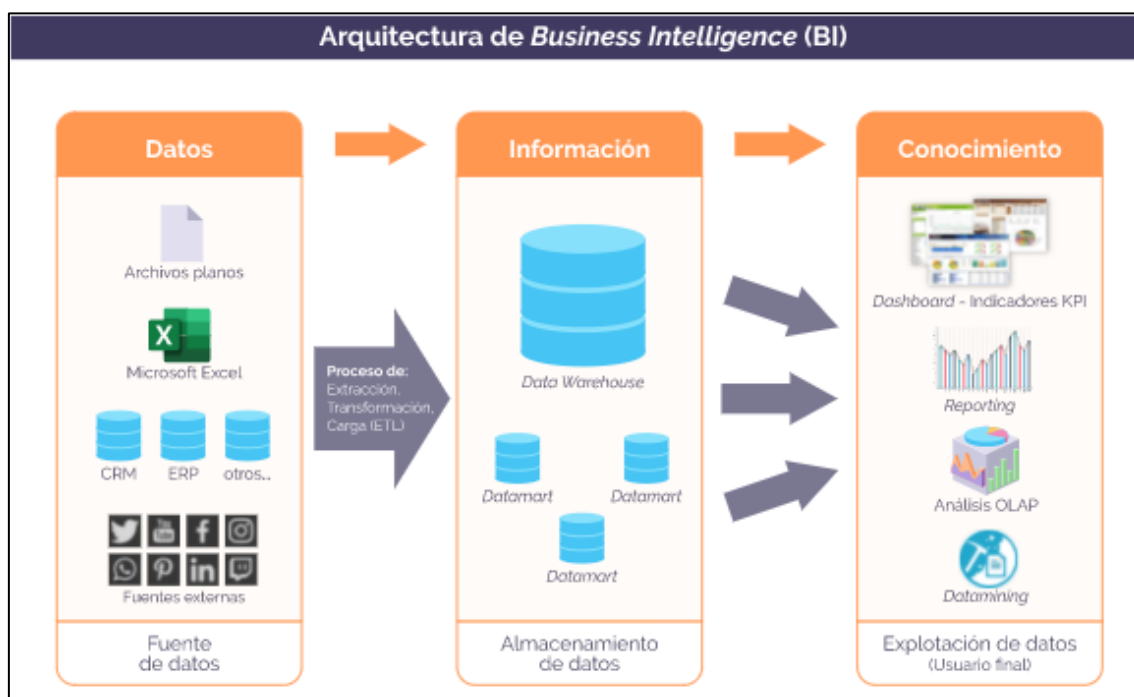 Arquitectura de Business Intelligence (BI)
Datos
Información
Conocimiento
Archivos planos
Microsoft Excel
CRM
ERP
otros...
Fuentes externas
Fuente
de datos
Proceso de:
Extracción,
Transformación,
Carga (ETL)
Data Warehouse
Datamart
Datamart
Datamart
Almacenamiento
de datos
Dashboard - Indicadores KPI
Reporting
Análisis OLAP
Datamining
Explotación de datos
(Usuario final)